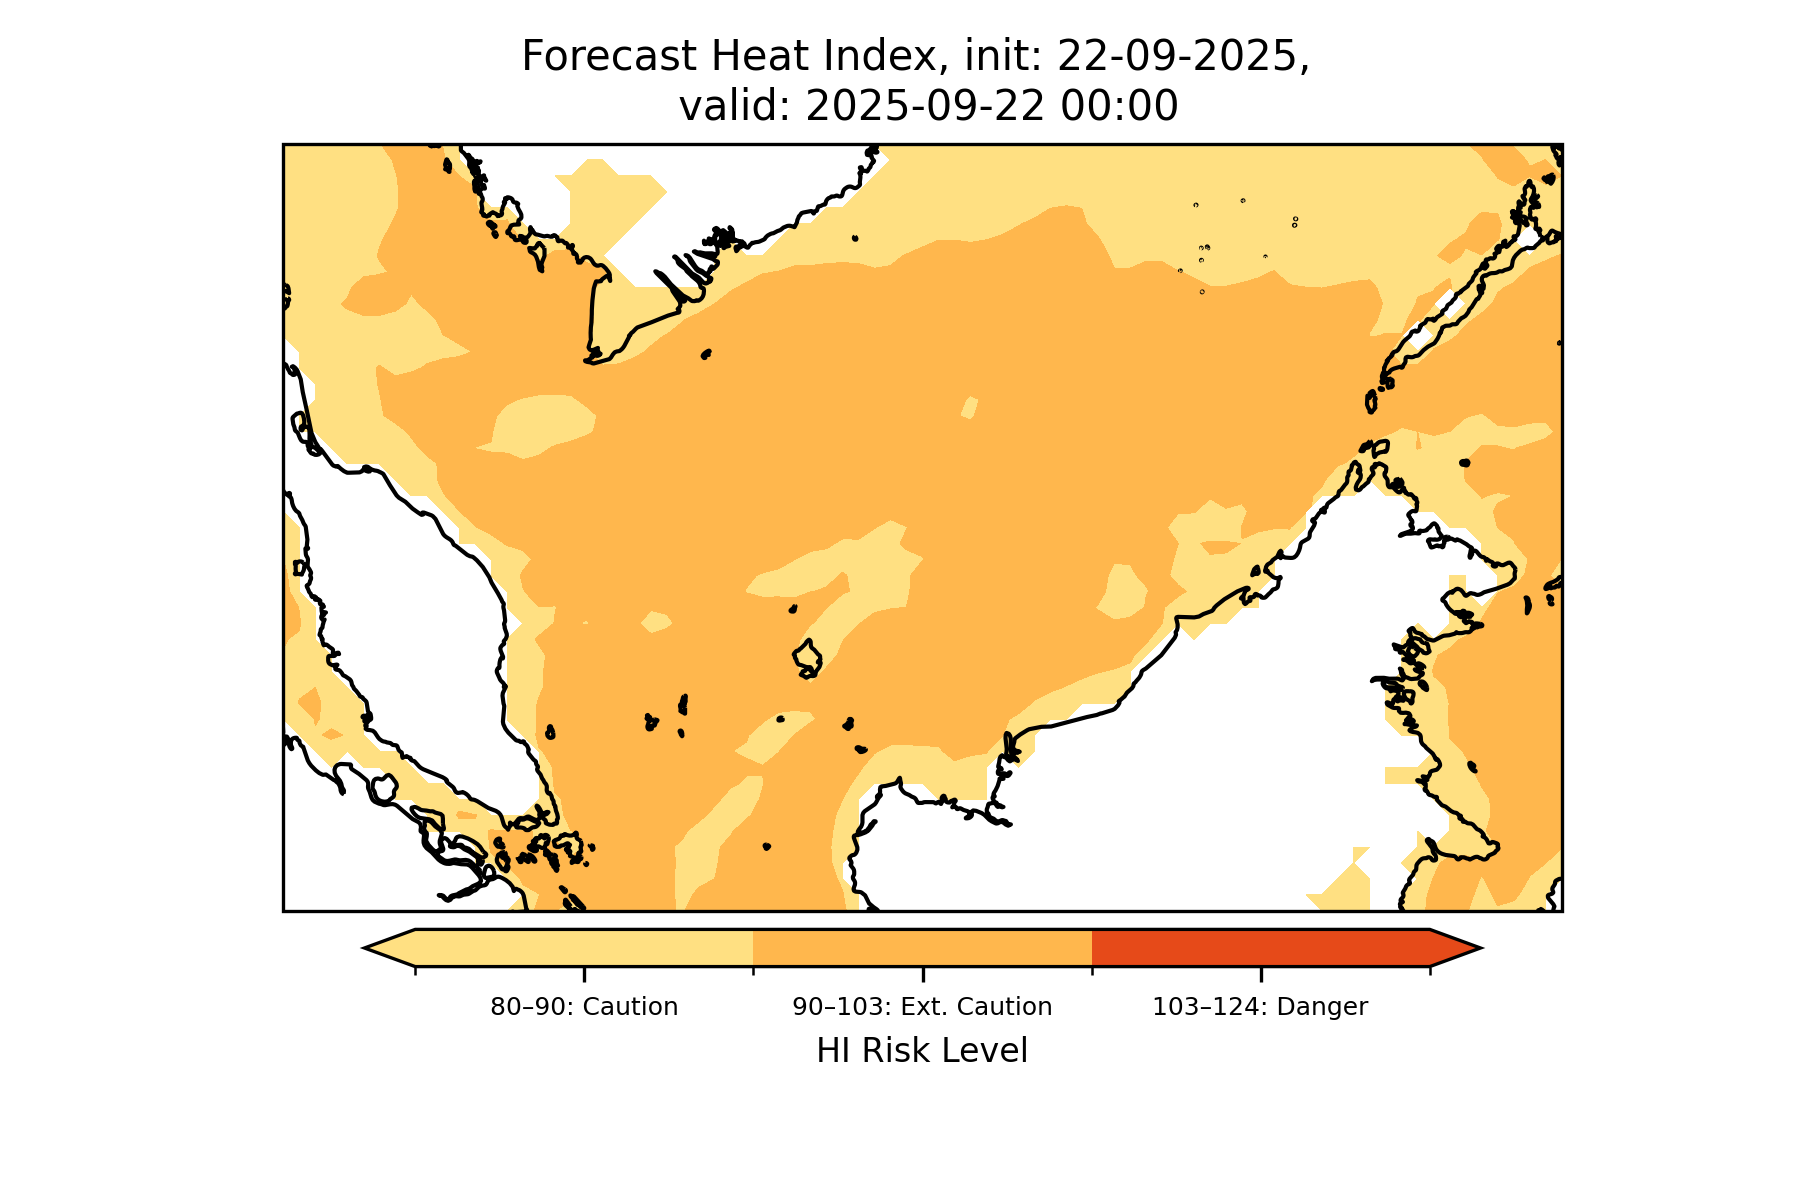 Forecast Heat Index, init: 22-09-2025,
valid: 2025-09-22 00:00
80–90: Caution
90–103: Ext. Caution
103–124: Danger
HI Risk Level